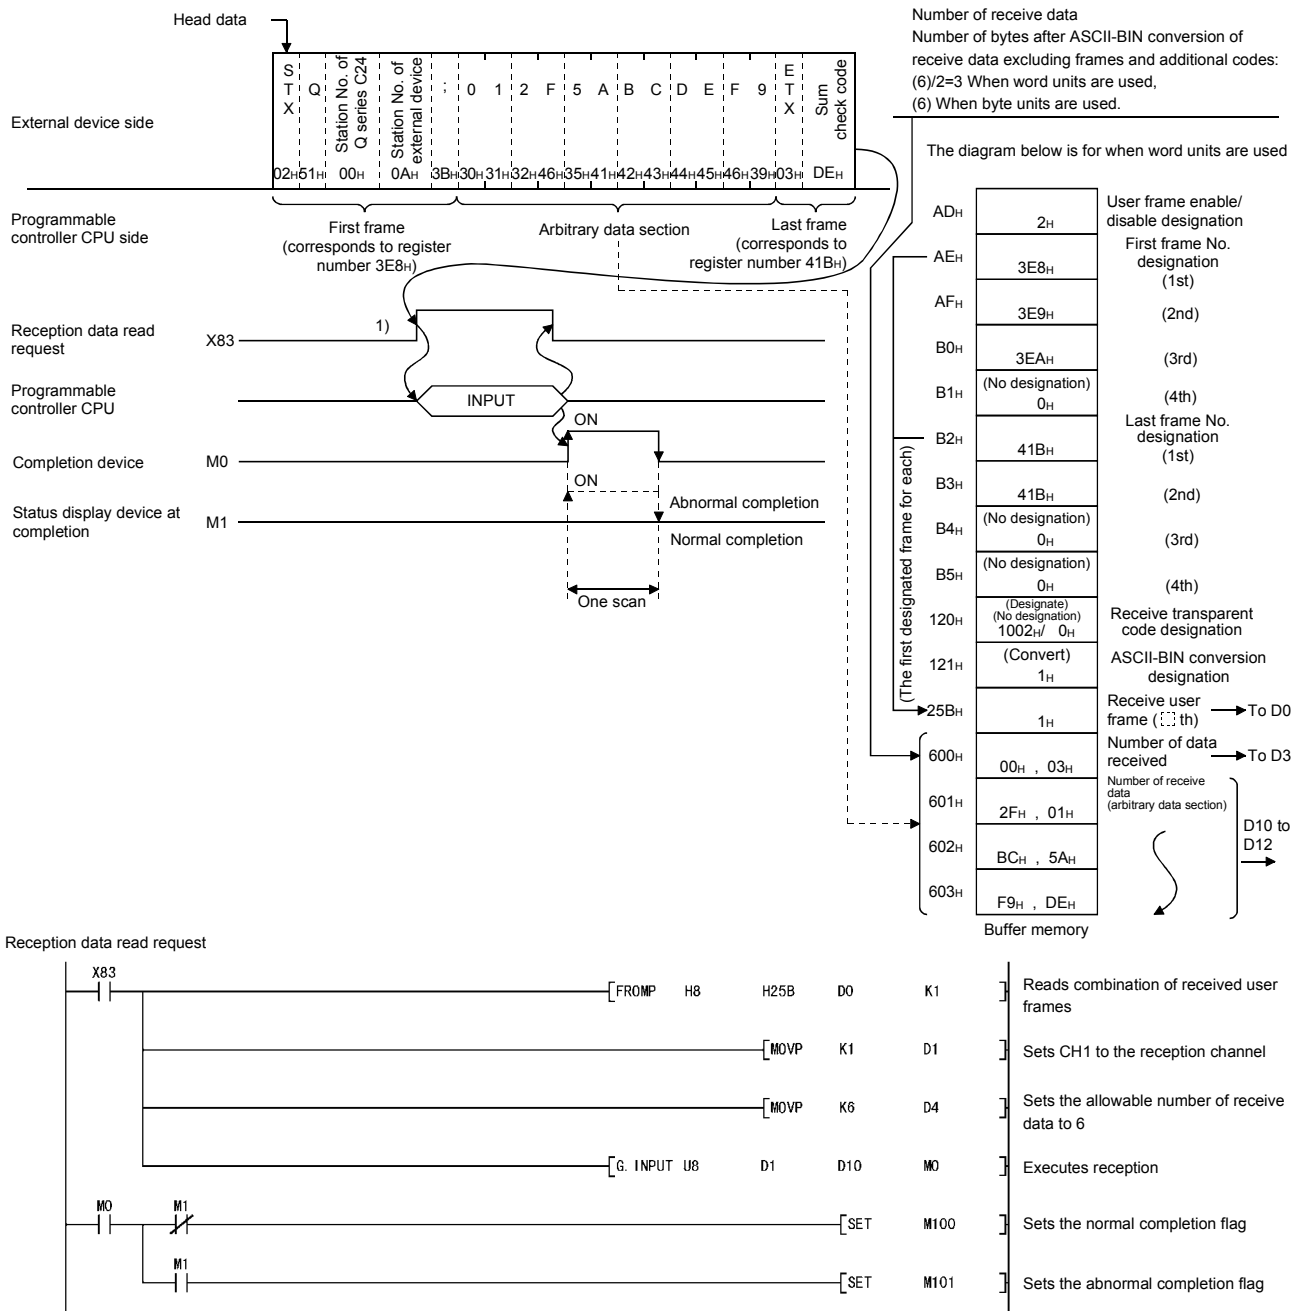 Head data
Number of receive data
Number of bytes after ASCII-BIN conversion of
receive data excluding frames and additional codes:
(6)/2=3 When word units are used,
(6) When byte units are used.
External device side
STX Q Station No. of Q series C24 Station No. of external device ; 0 1 2 F 5 A B C D E F 9 ETX Sum check code
02H 51H 00H 0AH 3BH 30H 31H 32H 46H 35H 41H 42H 43H 44H 45H 46H 39H 03H DEH
The diagram below is for when word units are used
Programmable
controller CPU side
First frame
(corresponds to register
number 3E8H)
Arbitrary data section
Last frame
(corresponds to
register number 41BH)
Reception data read
request
X83
1)
Programmable
controller CPU
INPUT
ON
Completion device
M0
ON
Abnormal completion
Status display device at
completion
M1
Normal completion
One scan
(The first designated frame for each)
ADH 2H User frame enable/
disable designation
AEH 3E8H First frame No.
designation
(1st)
AFH 3E9H (2nd)
B0H 3EAH (3rd)
B1H (No designation)
0H (4th)
B2H 41BH Last frame No.
designation
(1st)
B3H 41BH (2nd)
B4H (No designation)
0H (3rd)
B5H (No designation)
0H (4th)
120H (Designate)
(No designation)
1002H/ 0H Receive transparent
code designation
121H (Convert)
1H ASCII-BIN conversion
designation
25BH 1H Receive user
frame ( th) To D0
600H 00H , 03H Number of data
received To D3
601H 2FH , 01H Number of receive
data
(arbitrary data section)
602H BCH , 5AH
D10 to
D12
603H F9H , DEH
Buffer memory
Reception data read request
X83
FROMP H8 H25B D0 K1 Reads combination of received user
frames
MOVP K1 D1 Sets CH1 to the reception channel
MOVP K6 D4 Sets the allowable number of receive
data to 6
G. INPUT U8 D1 D10 M0 Executes reception
M0 M1
SET M100 Sets the normal completion flag
M1
SET M101 Sets the abnormal completion flag